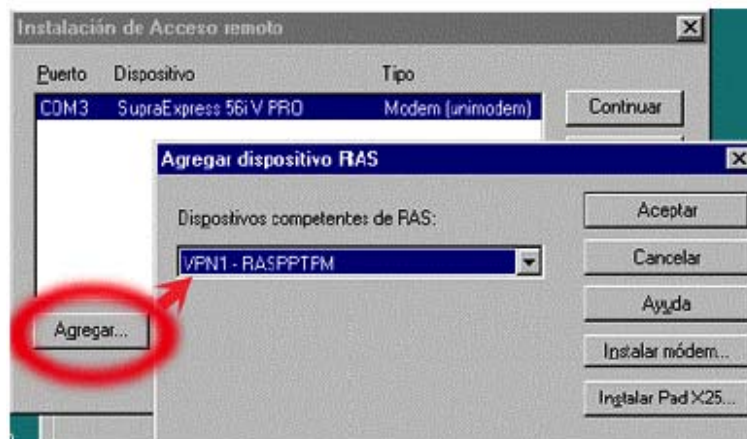 Instalación de Acceso remoto
Puerto Dispositivo Tipo
COM3 SupraExpress 56i V PRO Modem (unimodem)
Continuar
Agregar dispositivo RAS
Dispostivos competentes de RAS:
VPN1 - RASPPTPM
Aceptar
Cancelar
Ayuda
Instalar módem...
Instalar Pad X25...
Agregar...